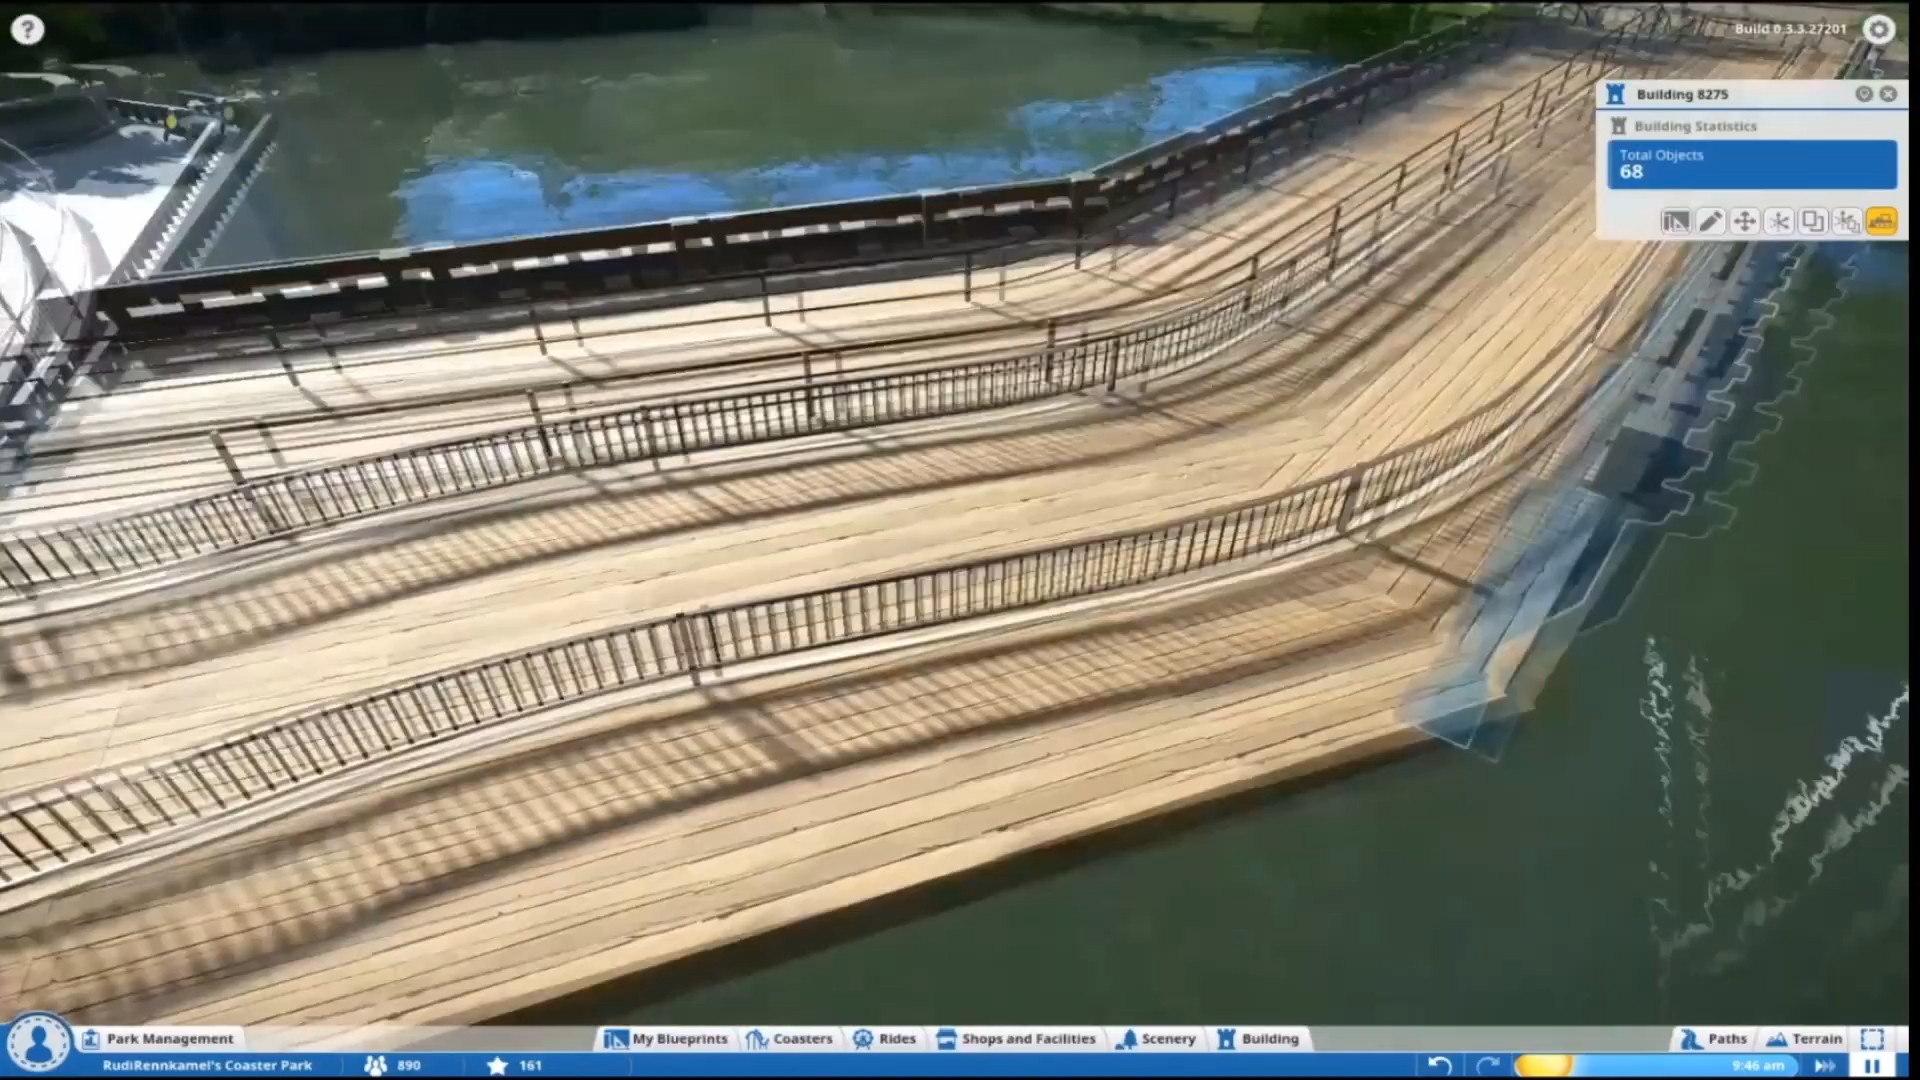 ?
Build 0.3.3.27201
Building 8275
Building Statistics
Total Objects
68
Park Management
My Blueprints
Coasters
Rides
Shops and Facilities
Scenery
Building
Paths
Terrain
RudiRennkamel's Coaster Park
890
161
9:46 am